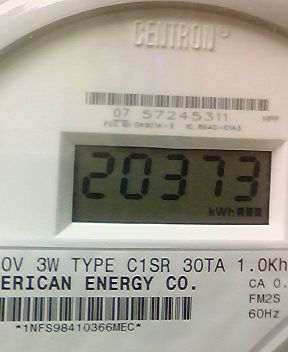 CENTRON®
07 57245311 HPP
20373
kWh
0V 3W TYPE C1SR 30TA 1.0Kh
ERICAN ENERGY CO. CA 0.
FM2S
60Hz
*1NFS98410366MEC*